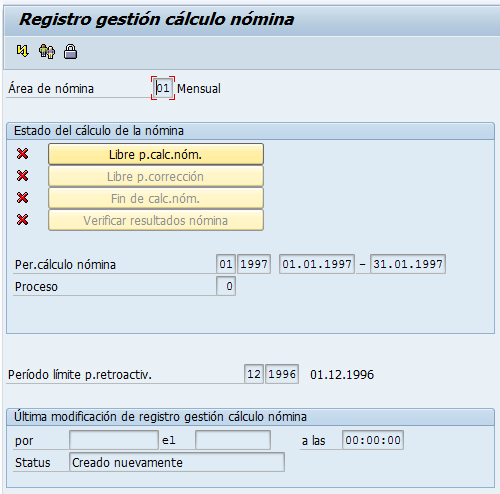 Registro gestión cálculo nómina
Área de nómina 01 Mensual
Estado del cálculo de la nómina
Libre p.calc.nóm.
Libre p.corrección
Fin de calc.nóm.
Verificar resultados nómina
Per.cálculo nómina 01 1997 01.01.1997 – 31.01.1997
Proceso 0
Período límite p.retroactiv. 12 1996 01.12.1996
Última modificación de registro gestión cálculo nómina
por el a las 00:00:00
Status Creado nuevamente